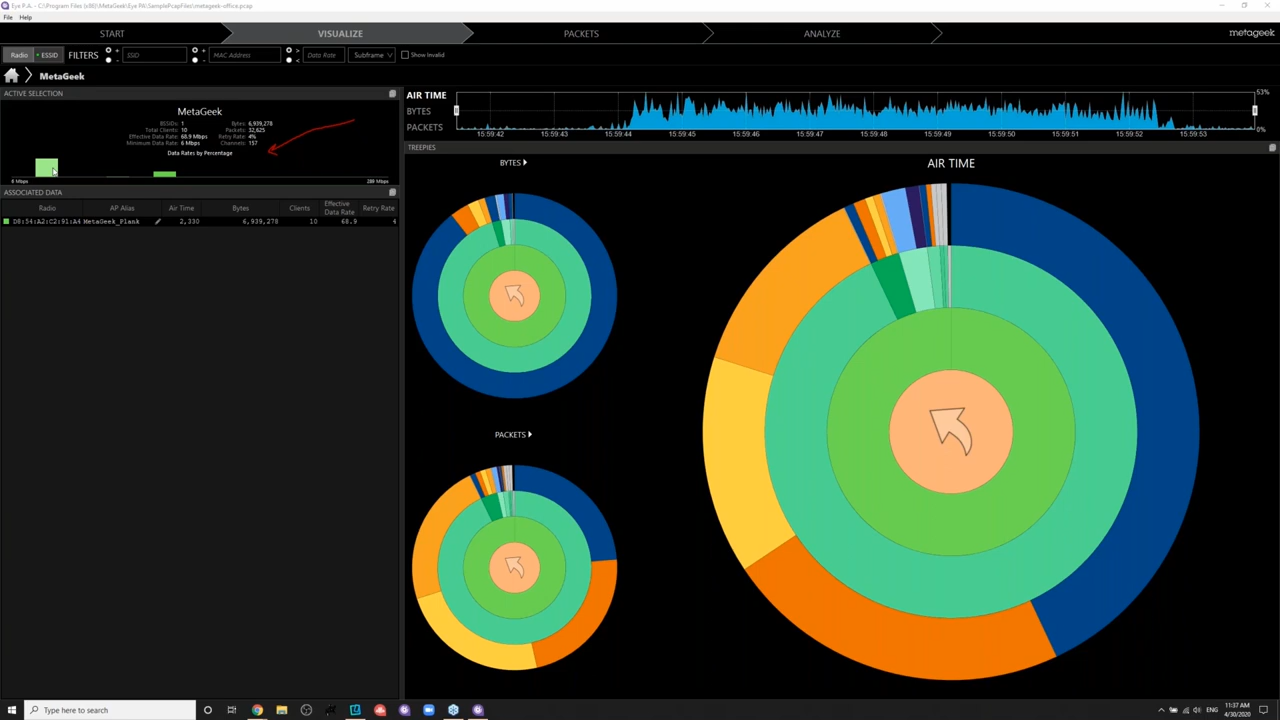 Eye P.A. - C:\Program Files (x86)\MetaGeek\Eye PA\SamplePcapFiles\metageek-office.pcap
File Help
START VISUALIZE PACKETS ANALYZE metageek
Radio ESSID FILTERS + - SSID + - MAC Address > < Data Rate Subframe Show Invalid
MetaGeek
ACTIVE SELECTION
MetaGeek
BSSIDs: 1 Bytes: 6,939,278
Total Clients: 10 Packets: 32,625
Effective Data Rate: 68.9 Mbps Retry Rate: 4%
Minimum Data Rate: 6 Mbps Channels: 157
Data Rates by Percentage
6 Mbps 289 Mbps
ASSOCIATED DATA
Radio AP Alias Air Time Bytes Clients Effective Data Rate Retry Rate
D8:54:A2:C2:91:A4 MetaGeek_Plank 2,330 6,939,278 10 68.9 4
AIR TIME 53%
BYTES
PACKETS 0%
15:59:42 15:59:43 15:59:44 15:59:45 15:59:46 15:59:47 15:59:48 15:59:49 15:59:50 15:59:51 15:59:52 15:59:53
TREEPIES
BYTES
AIR TIME
PACKETS
Type here to search
ENG
11:37 AM
4/30/2020